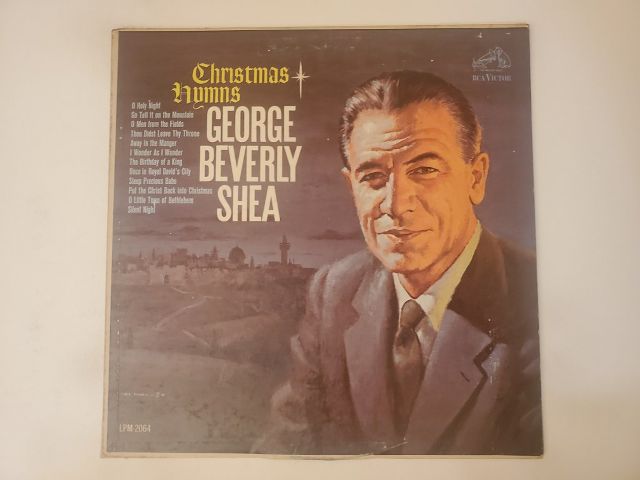 Christmas
Hymns
GEORGE
BEVERLY
SHEA
O Holy Night
Go Tell It on the Mountain
O Men from the Fields
Thou Didst Leave Thy Throne
Away in the Manger
I Wonder As I Wander
The Birthday of a King
Once in Royal David's City
Sleep Precious Babe
Put the Christ Back into Christmas
O Little Town of Bethlehem
Silent Night
RCA VICTOR
LPM-2064